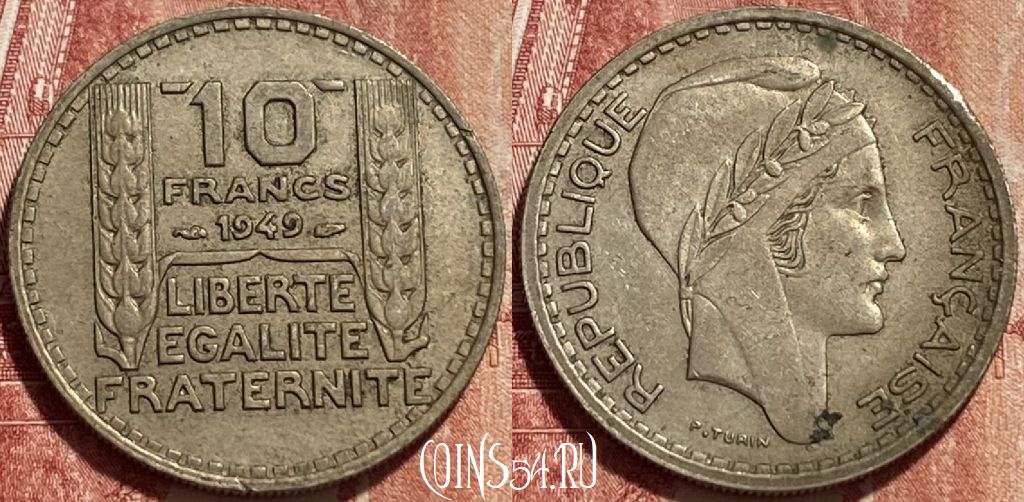 10
FRANCS
1949
LIBERTE
EGALITE
FRATERNITE
REPUBLIQUE FRANÇAISE
P. TURIN
COINS54.RU